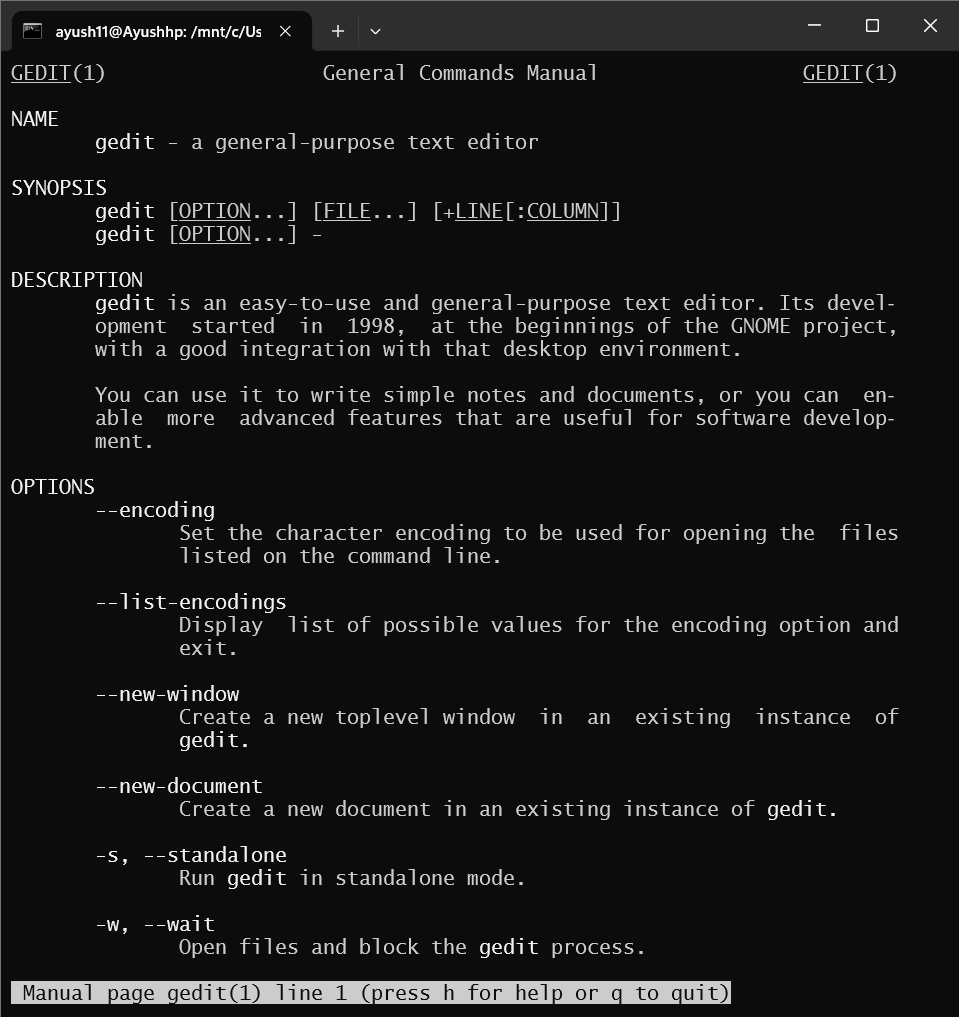 ayush11@Ayushhp: /mnt/c/Us
GEDIT(1) General Commands Manual GEDIT(1)
NAME
gedit - a general-purpose text editor
SYNOPSIS
gedit [OPTION...] [FILE...] [+LINE[:COLUMN]]
gedit [OPTION...] -
DESCRIPTION
gedit is an easy-to-use and general-purpose text editor. Its devel-
opment started in 1998, at the beginnings of the GNOME project,
with a good integration with that desktop environment.
You can use it to write simple notes and documents, or you can en-
able more advanced features that are useful for software develop-
ment.
OPTIONS
--encoding
Set the character encoding to be used for opening the files
listed on the command line.
--list-encodings
Display list of possible values for the encoding option and
exit.
--new-window
Create a new toplevel window in an existing instance of
gedit.
--new-document
Create a new document in an existing instance of gedit.
-s, --standalone
Run gedit in standalone mode.
-w, --wait
Open files and block the gedit process.
Manual page gedit(1) line 1 (press h for help or q to quit)